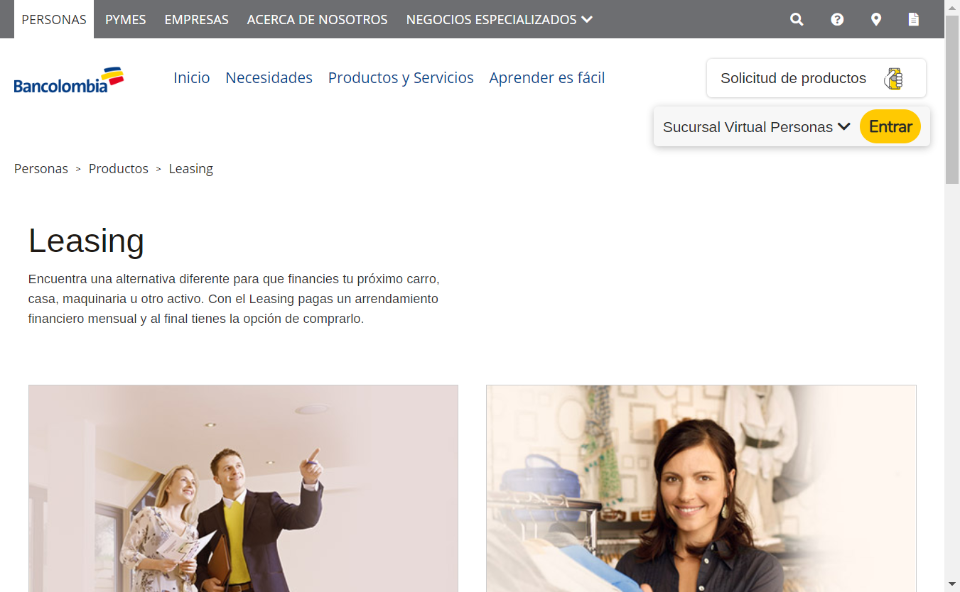 PERSONAS PYMES EMPRESAS ACERCA DE NOSOTROS NEGOCIOS ESPECIALIZADOS
Bancolombia Inicio Necesidades Productos y Servicios Aprender es fácil Solicitud de productos
Sucursal Virtual Personas Entrar
Personas > Productos > Leasing
Leasing
Encuentra una alternativa diferente para que financies tu próximo carro,
casa, maquinaria u otro activo. Con el Leasing pagas un arrendamiento
financiero mensual y al final tienes la opción de comprarlo.